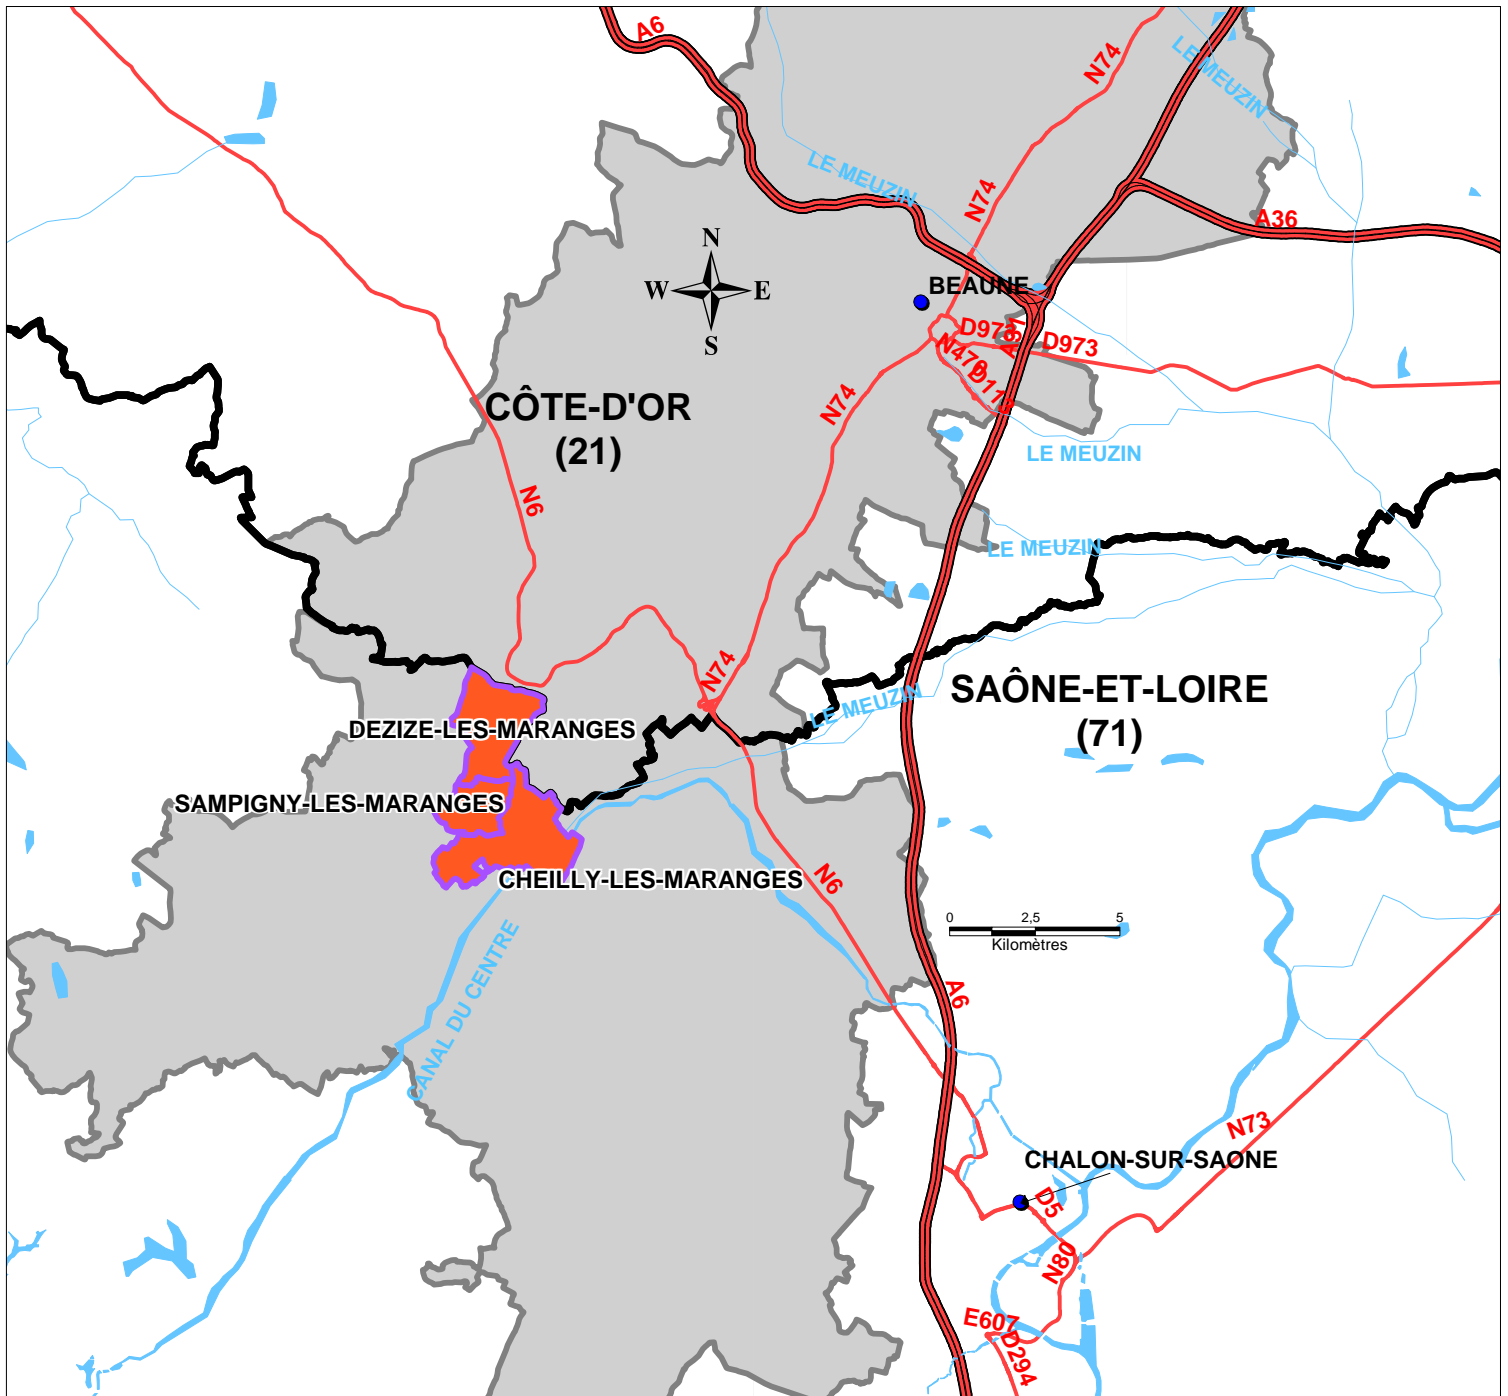 A6
N74
LE MEUZIN
LE MEUZIN
N74
A36
N
W
E
S
BEAUNE
D973
D973
N470
CÔTE-D'OR
(21)
N74
LE MEUZIN
N6
LE MEUZIN
N74
SAÔNE-ET-LOIRE
(71)
LE MEUZIN
DEZIZE-LES-MARANGES
SAMPIGNY-LES-MARANGES
CHEILLY-LES-MARANGES
N6
0 2,5 5
Kilomètres
CANAL DU CENTRE
A6
N73
CHALON-SUR-SAONE
D5
N80
E607
D294